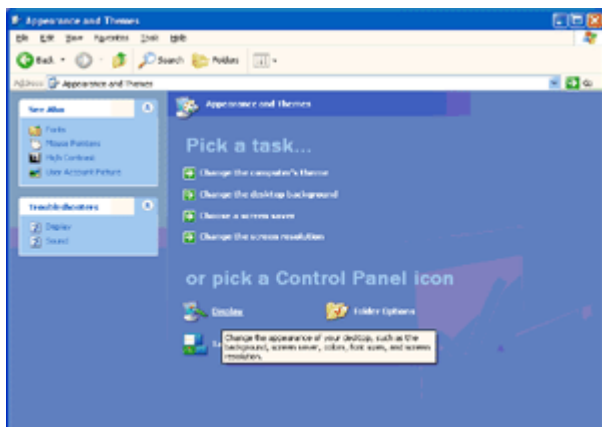 Appearance and Themes
File Edit View Favorites Tools Help
Back Search Folders
Address Appearance and Themes Go
See Also
Fonts
Mouse Pointers
High Contrast
User Account Picture
Troubleshooters
Display
Sound
Appearance and Themes
Pick a task...
Change the computer's theme
Change the desktop background
Choose a screen saver
Change the screen resolution
or pick a Control Panel icon
Display Folder Options
Change the appearance of your desktop, such as the
background, screen saver, colors, font sizes, and screen
resolution.